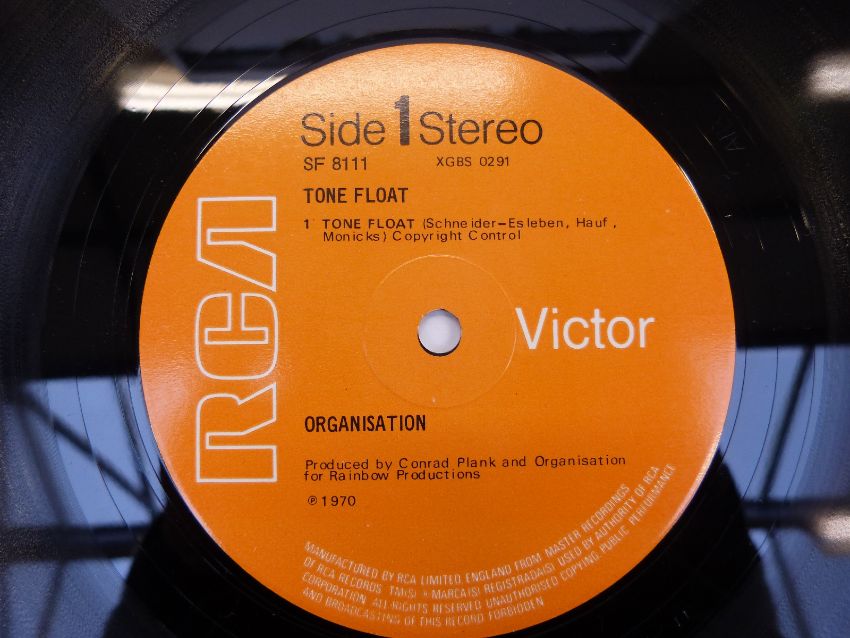 Side 1 Stereo
SF 8111 XGBS 0291
TONE FLOAT
1 TONE FLOAT (Schneider-Esleben, Hauf,
Monicks) Copyright Control
RCA
Victor
ORGANISATION
Produced by Conrad Plank and Organisation
for Rainbow Productions
℗ 1970
MANUFACTURED BY RCA LIMITED, ENGLAND FROM MASTER RECORDINGS
OF RCA RECORDS TM(S) ® MARCA(S) REGISTRADA(S) USED BY AUTHORITY OF RCA
CORPORATION ALL RIGHTS RESERVED UNAUTHORISED COPYING PUBLIC PERFORMANCE
AND BROADCASTING OF THIS RECORD FORBIDDEN